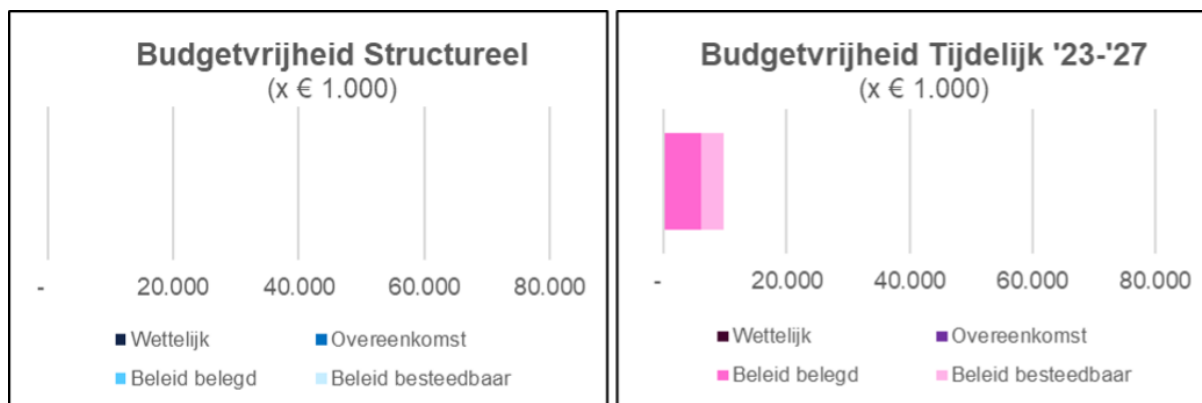 Budgetvrijheid Structureel
(x € 1.000)
- 20.000 40.000 60.000 80.000
Wettelijk Overeenkomst
Beleid belegd Beleid besteedbaar
Budgetvrijheid Tijdelijk '23-'27
(x € 1.000)
- 20.000 40.000 60.000 80.000
Wettelijk Overeenkomst
Beleid belegd Beleid besteedbaar